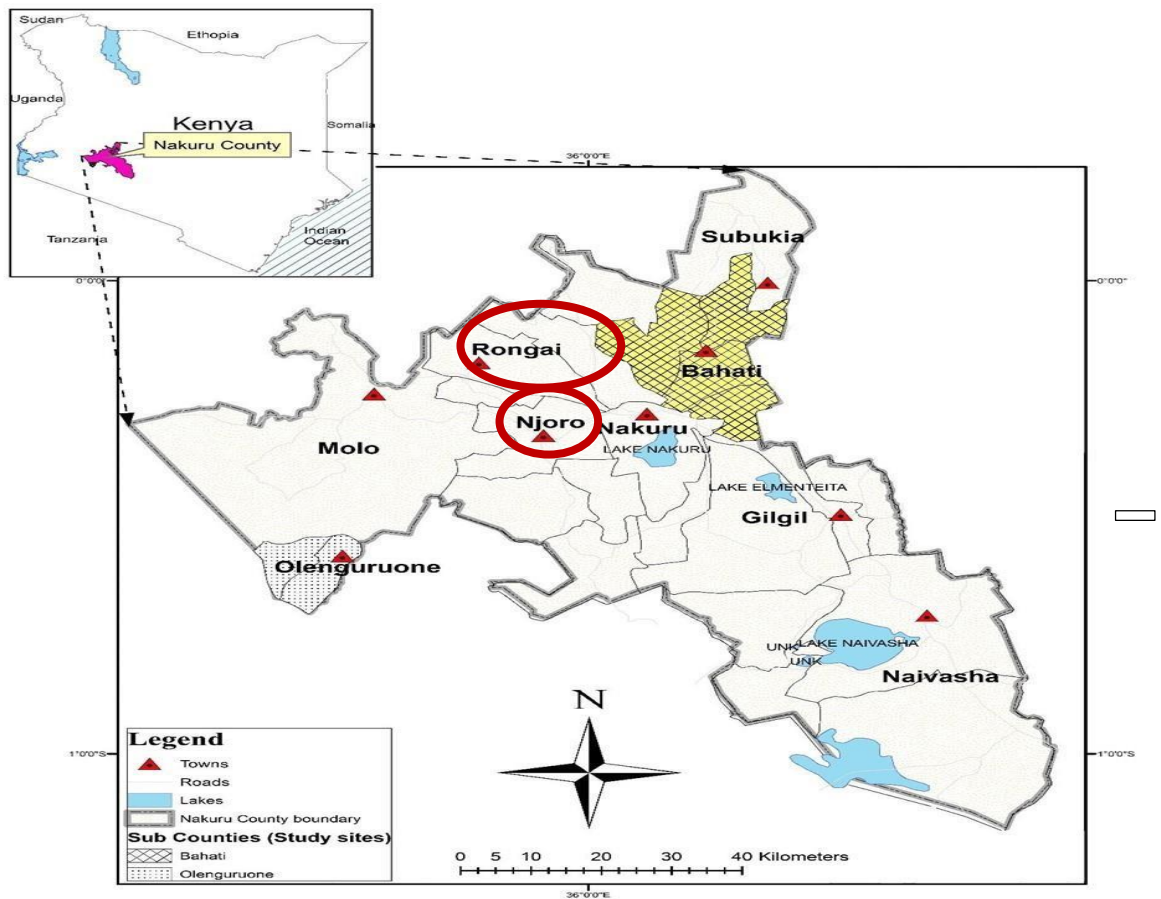 Sudan
Ethopia
Uganda
Kenya
Somalia
Nakuru County
Tanzania
Indian
Ocean
36°0'0"E
0°0'0"
0°0'0"
Subukia
Rongai
Bahati
Njoro
Nakuru
Molo
LAKE NAKURU
LAKE ELMENTEITA
Gilgil
Olenguruone
UNK
LAKE NAIVASHA
UNK
Naivasha
N
Legend
Towns
Roads
Lakes
Nakuru County boundary
Sub Counties (Study sites)
Bahati
Olenguruone
1°0'0"S
1°0'0"S
0 5 10 20 30 40 Kilometers
36°0'0"E